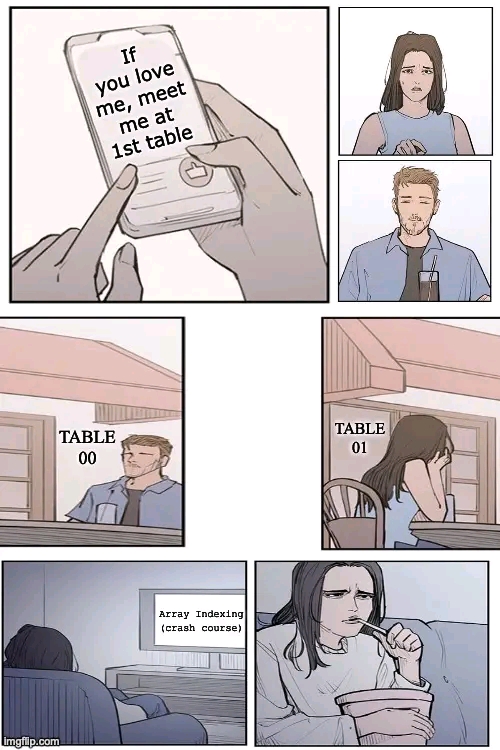 If
you love
me, meet
me at
1st table
TABLE
00
TABLE
01
Array Indexing
(crash course)
imgflip.com